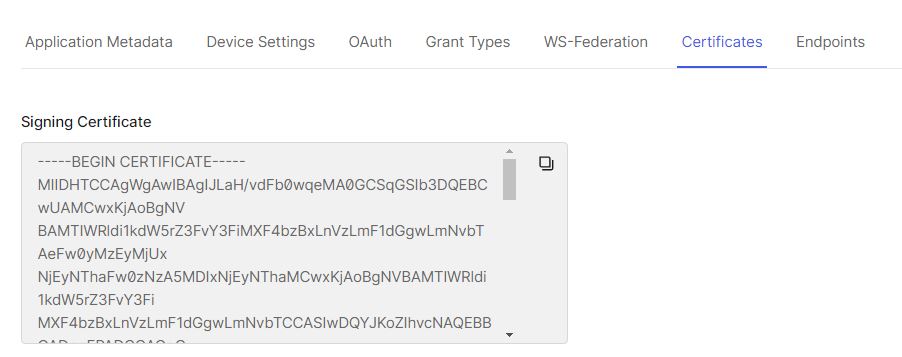 Application Metadata Device Settings OAuth Grant Types WS-Federation Certificates Endpoints
Signing Certificate
-----BEGIN CERTIFICATE-----
MIIDHTCCAgWgAwIBAgIJLaH/vdFb0wqeMA0GCSqGSIb3DQEBC
wUAMCwxKjAoBgNV
BAMTIWRldi1kdW5rZ3FvY3FiMXF4bzBxLnVzLmF1dGgwLmNvbT
AeFw0yMzEyMjUx
NjEyNThaFw0zNzA5MDIxNjEyNThaMCwxKjAoBgNVBAMTIWRldi
1kdW5rZ3FvY3Fi
MXF4bzBxLnVzLmF1dGgwLmNvbTCCASIwDQYJKoZIhvcNAQEBB